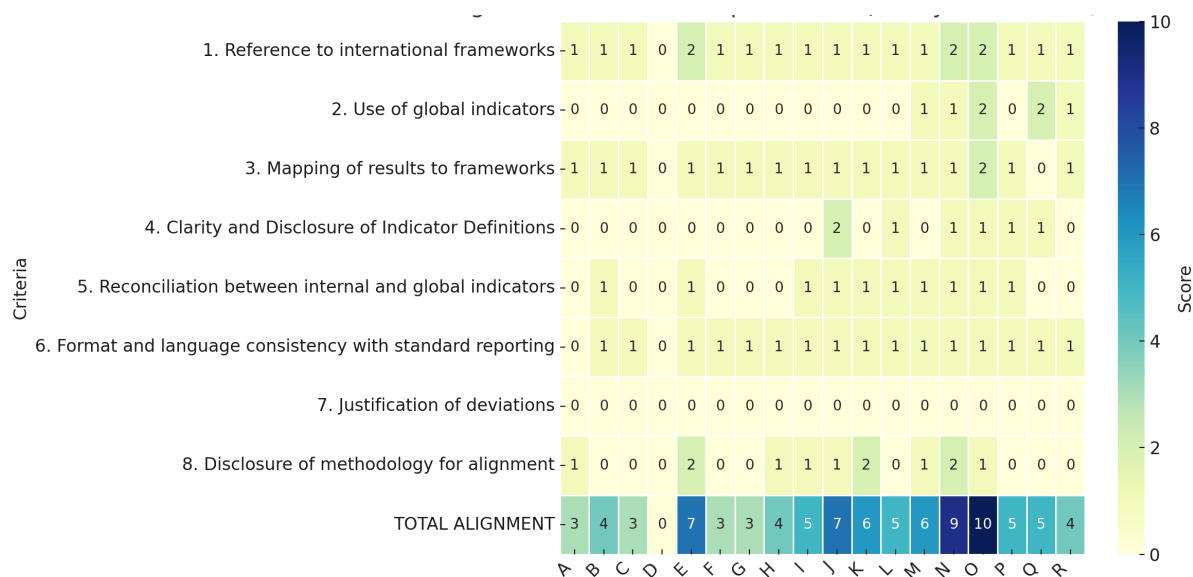 1. Reference to international frameworks 1 1 1 0 2 1 1 1 1 1 1 1 1 2 2 1 1 1
2. Use of global indicators 0 0 0 0 0 0 0 0 0 0 0 0 1 1 2 0 2 1
3. Mapping of results to frameworks 1 1 1 0 1 1 1 1 1 1 1 1 1 1 2 1 0 1
4. Clarity and Disclosure of Indicator Definitions 0 0 0 0 0 0 0 0 0 2 0 1 0 1 1 1 1 0
5. Reconciliation between internal and global indicators 0 1 0 0 1 0 0 0 1 1 1 1 1 1 1 1 0 0
6. Format and language consistency with standard reporting 0 1 1 0 1 1 1 1 1 1 1 1 1 1 1 1 1 1
7. Justification of deviations 0 0 0 0 0 0 0 0 0 0 0 0 0 0 0 0 0 0
8. Disclosure of methodology for alignment 1 0 0 0 2 0 0 1 1 1 2 0 1 2 1 0 0 0
TOTAL ALIGNMENT 3 4 3 0 7 3 3 4 5 7 6 5 6 9 10 5 5 4
A B C D E F G H I J K L M N O P Q R
Criteria
10
8
6
4
2
0
Score